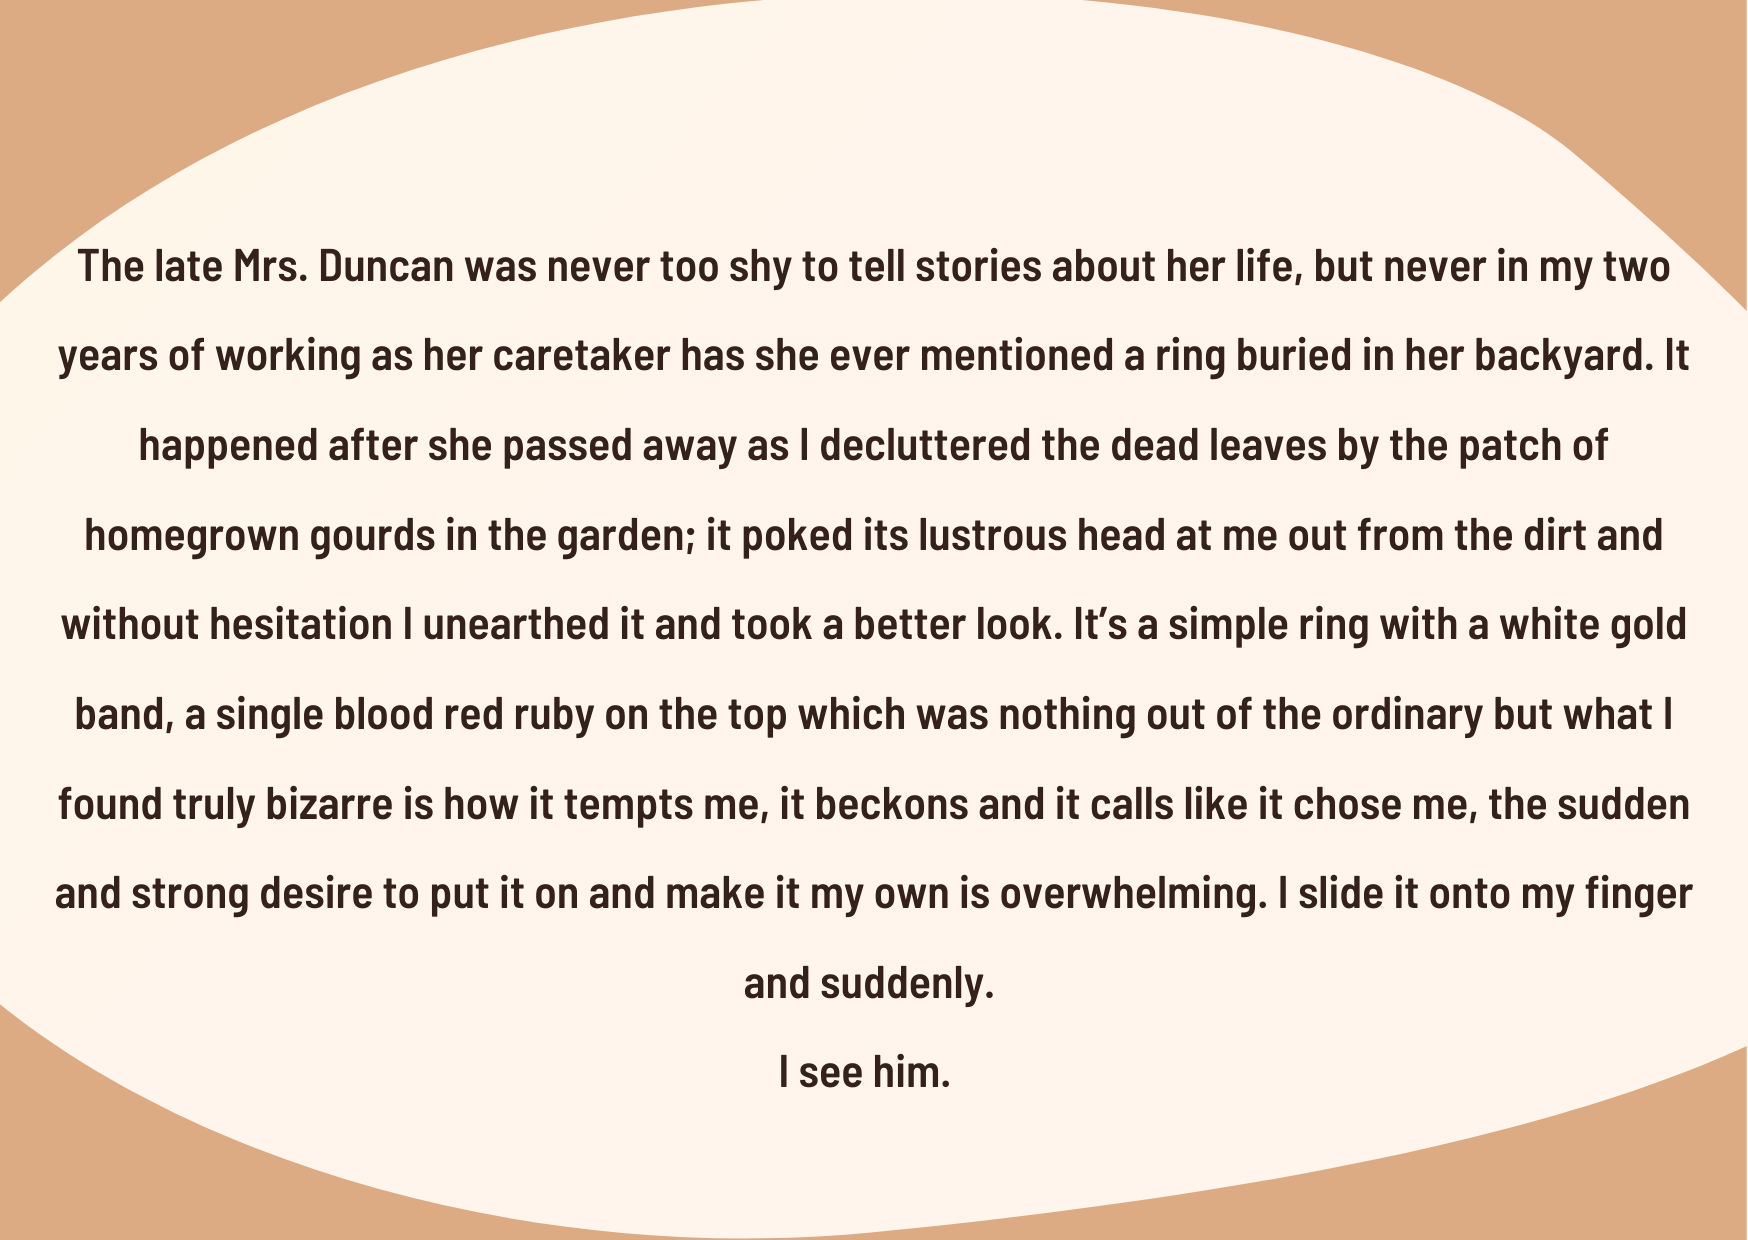 The late Mrs. Duncan was never too shy to tell stories about her life, but never in my two
years of working as her caretaker has she ever mentioned a ring buried in her backyard. It
happened after she passed away as I decluttered the dead leaves by the patch of
homegrown gourds in the garden; it poked its lustrous head at me out from the dirt and
without hesitation I unearthed it and took a better look. It’s a simple ring with a white gold
band, a single blood red ruby on the top which was nothing out of the ordinary but what I
found truly bizarre is how it tempts me, it beckons and it calls like it chose me, the sudden
and strong desire to put it on and make it my own is overwhelming. I slide it onto my finger
and suddenly.
I see him.